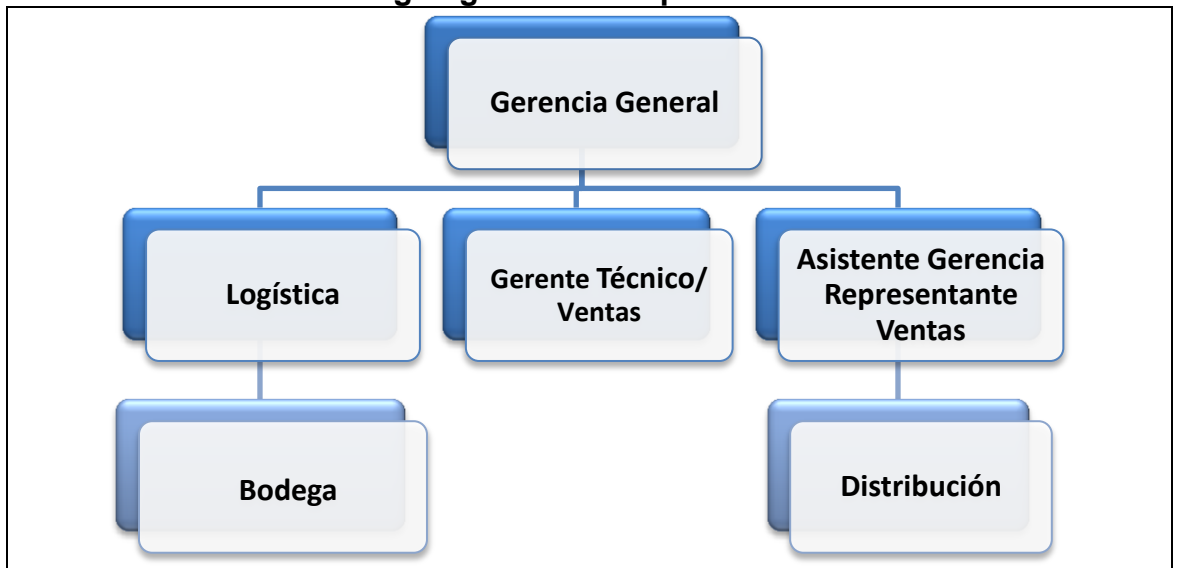 Gerencia General
Logística
Gerente Técnico/
Ventas
Asistente Gerencia
Representante
Ventas
Bodega
Distribución